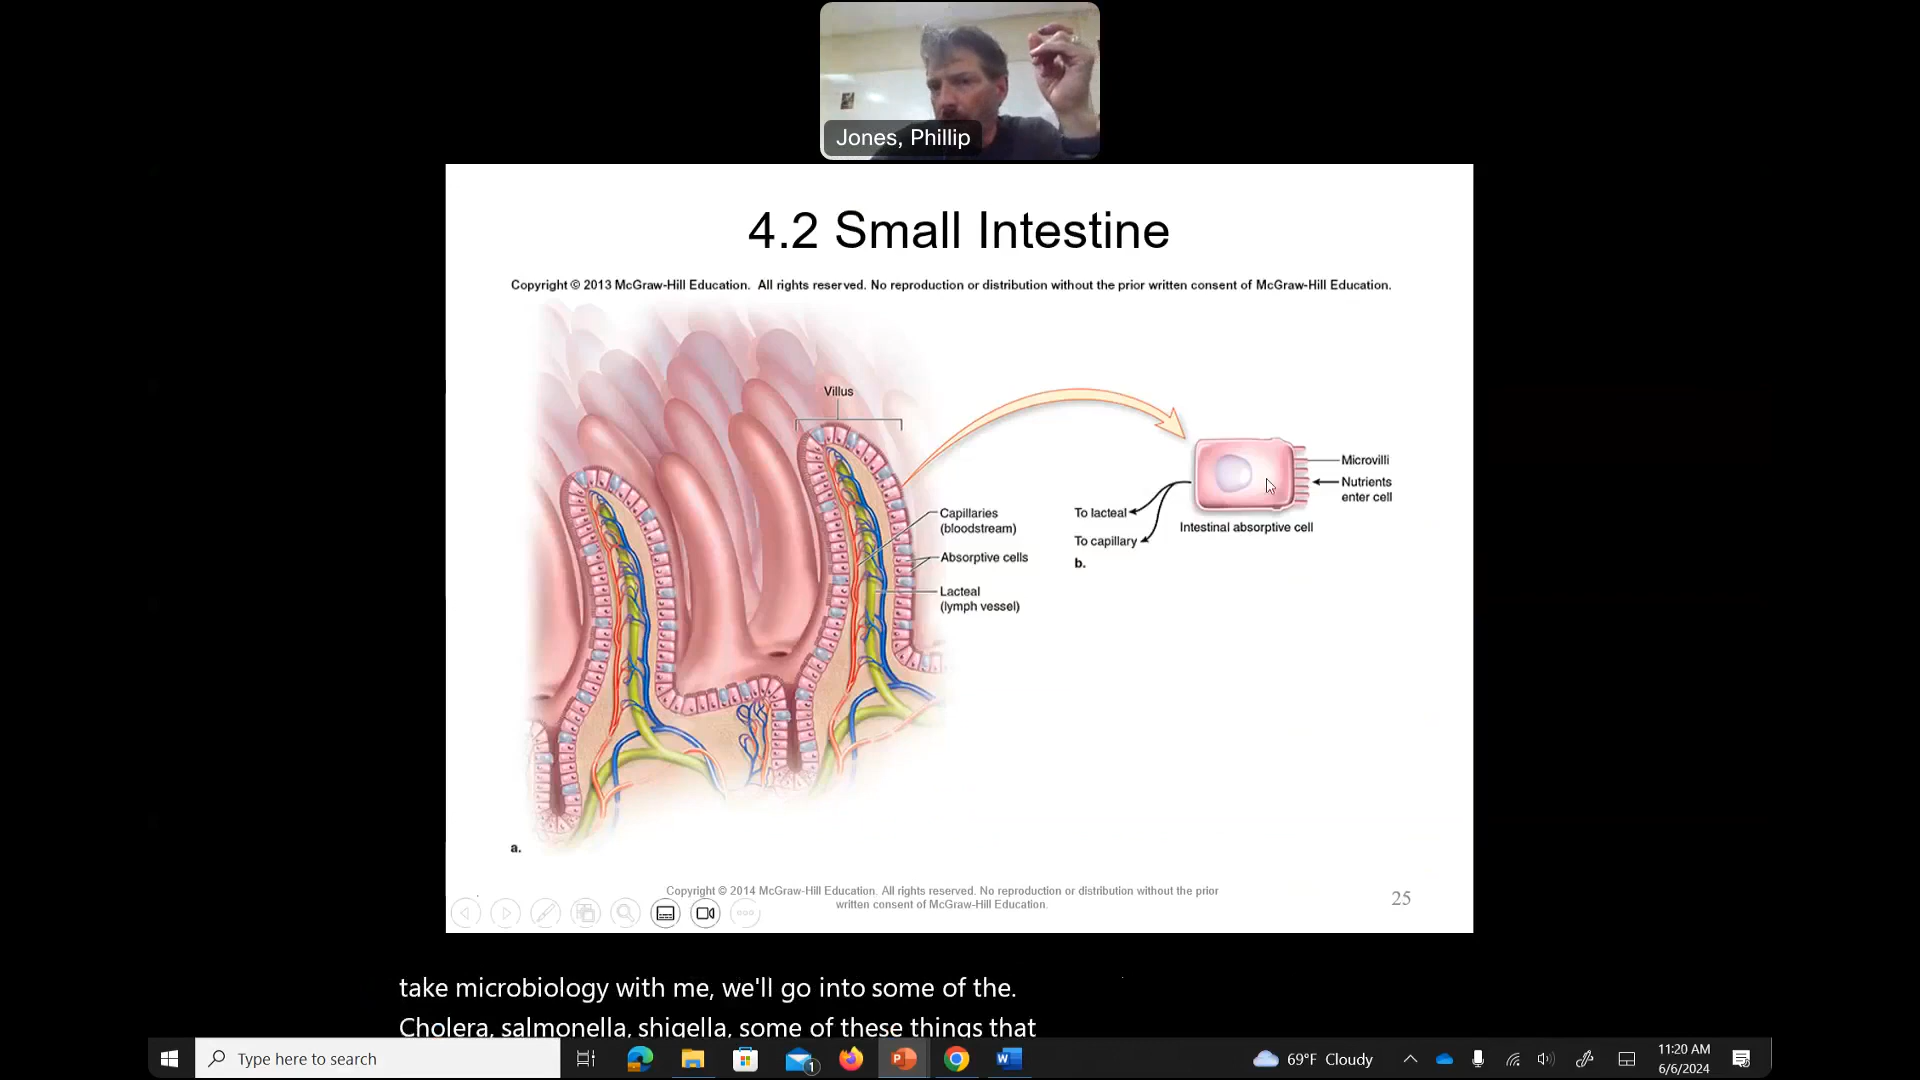 Jones, Phillip
4.2 Small Intestine
Copyright © 2013 McGraw-Hill Education. All rights reserved. No reproduction or distribution without the prior written consent of McGraw-Hill Education.
Villus
Microvilli
Nutrients
enter cell
Capillaries
(bloodstream)
To lacteal
Intestinal absorptive cell
To capillary
Absorptive cells
b.
Lacteal
(lymph vessel)
a.
Copyright © 2014 McGraw-Hill Education. All rights reserved. No reproduction or distribution without the prior
written consent of McGraw-Hill Education.
25
take microbiology with me, we'll go into some of the.
Cholera, salmonella, shigella, some of these things that
Type here to search
1
69°F Cloudy
11:20 AM
6/6/2024